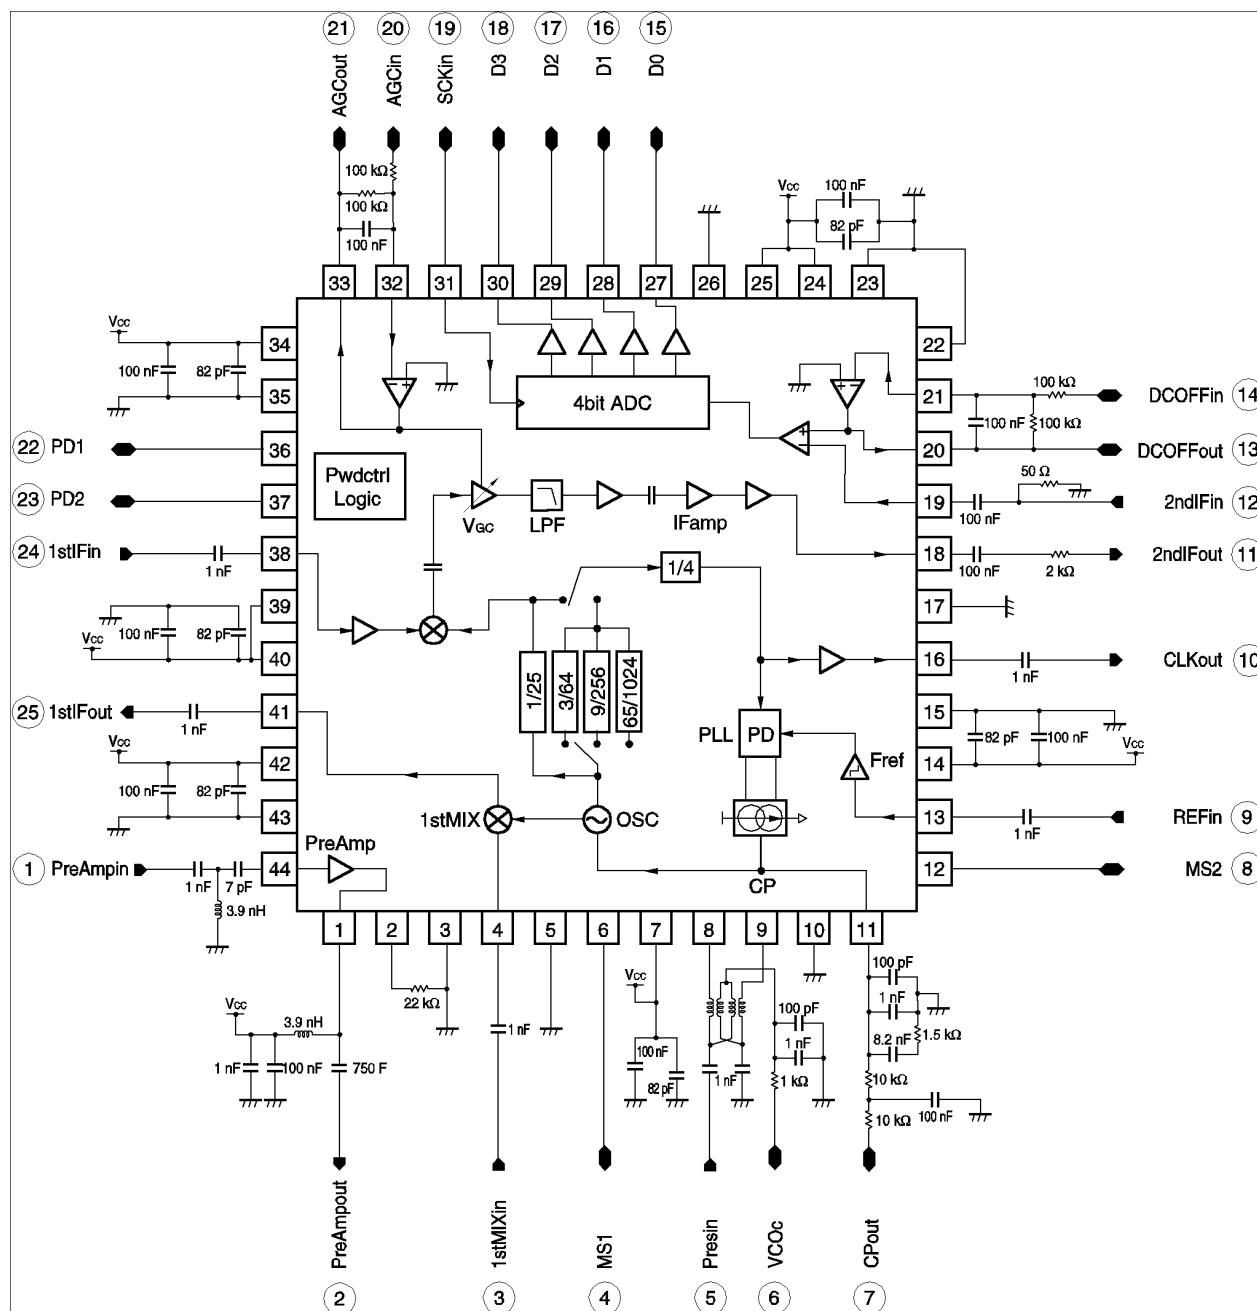 21 20 19 18 17 16 15
AGCout AGCin SCKin D3 D2 D1 D0
100 kΩ
100 kΩ
100 nF
Vcc
100 nF
82 pF
33 32 31 30 29 28 27 26 25 24 23
Vcc
100 nF 82 pF
34
35
22 PD1 36
23 PD2 37
24 1stIFin 1 nF 38
39
100 nF 82 pF
Vcc
40
25 1stIFout 1 nF 41
Vcc
42
100 nF 82 pF
43
1 PreAmpin 1 nF 7 pF 44
3.9 nH
4bit ADC
− +
+ −
+
−
Pwdctrl
Logic
VGC
LPF
IFamp
1/4
1/25
3/64
9/256
65/1024
PLL PD
Fref
1stMIX
OSC
PreAmp
CP
22
21
100 kΩ
DCOFFin 14
100 nF 100 kΩ
20 DCOFFout 13
50 Ω
19 100 nF 2ndIFin 12
18 100 nF 2 kΩ 2ndIFout 11
17
16 1 nF CLKout 10
15
82 pF 100 nF
Vcc
14
13 1 nF REFin 9
12 MS2 8
1 2 3 4 5 6 7 8 9 10 11
22 kΩ
Vcc
3.9 nH
1 nF 100 nF 750 F
1 nF
Vcc
100 nF
82 pF
1 nF
100 pF
1 nF
1 kΩ
100 pF
1 nF
8.2 nF
1.5 kΩ
10 kΩ
10 kΩ
100 nF
PreAmpout 1stMIXin MS1 Presin VCOc CPout
2 3 4 5 6 7